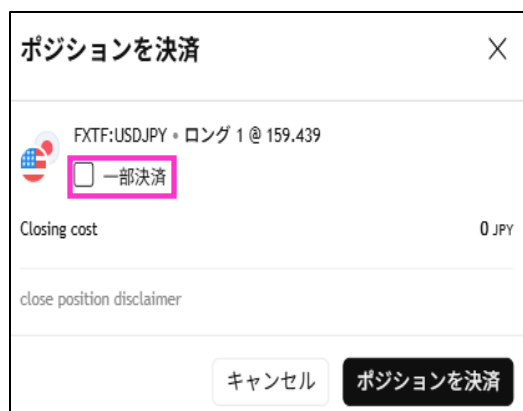 ポジションを決済
FXTF:USDJPY • ロング 1 @ 159.439
一部決済
Closing cost 0 JPY
close position disclaimer
キャンセル ポジションを決済